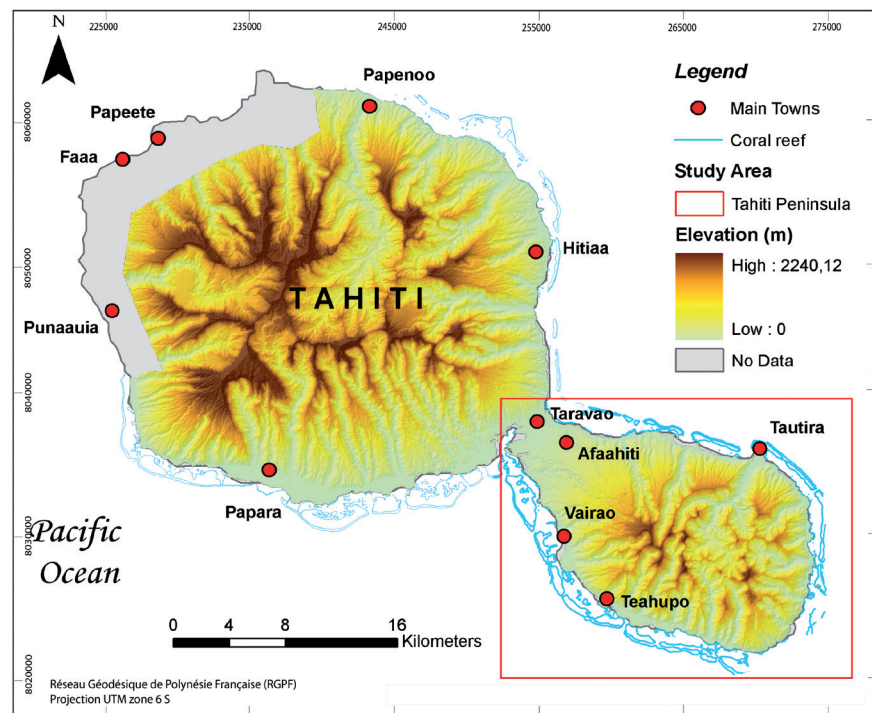 225000
235000
245000
255000
265000
275000
N
8060000
8050000
8040000
8030000
8020000
Papenoo
Papeete
Faaa
Hitiaa
TAHITI
Punaauia
Papara
Taravao
Afaahiti
Tautira
Vairao
Teahupo
Pacific
Ocean
Legend
Main Towns
Coral reef
Study Area
Tahiti Peninsula
Elevation (m)
High : 2240,12
Low : 0
No Data
0 4 8 16
Kilometers
Réseau Géodésique de Polynésie Française (RGPF)
Projection UTM zone 6 S